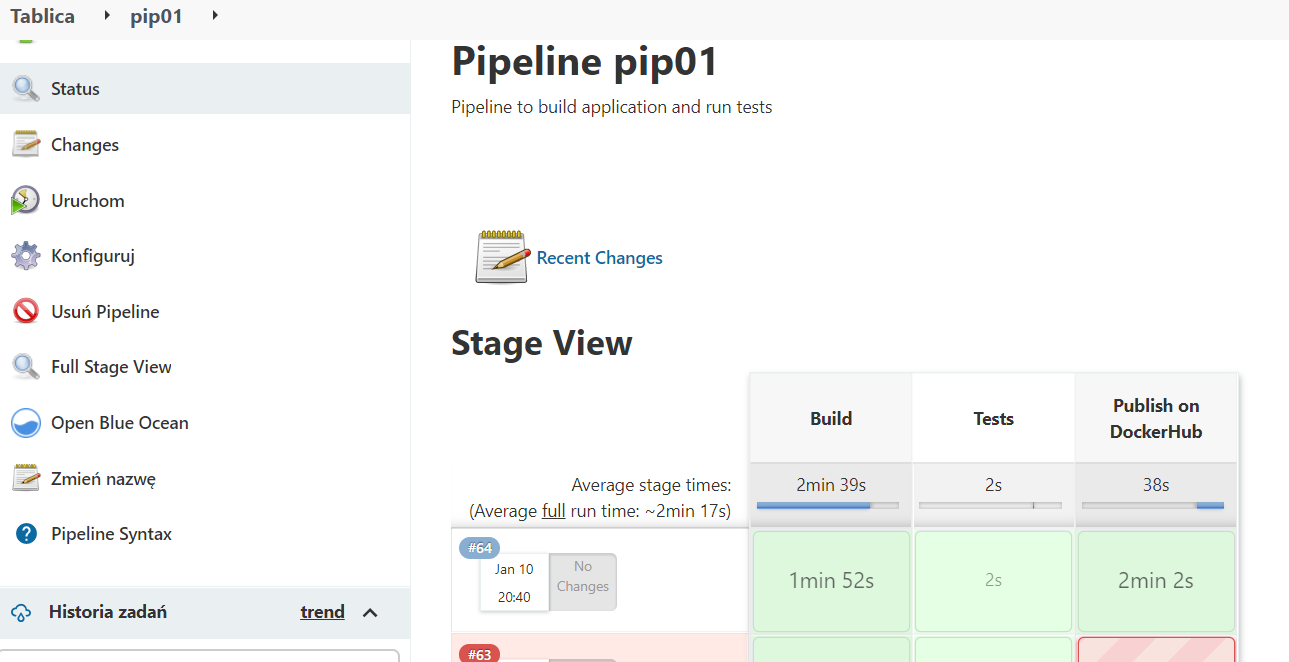 Tablica
pip01
Status
Changes
Uruchom
Konfiguruj
Usuń Pipeline
Full Stage View
Open Blue Ocean
Zmień nazwę
Pipeline Syntax
Historia zadań
trend
Pipeline pip01
Pipeline to build application and run tests
Recent Changes
Stage View
Build
Tests
Publish on
DockerHub
Average stage times:
(Average full run time: ~2min 17s)
2min 39s
2s
38s
#64
Jan 10
20:40
No
Changes
1min 52s
2s
2min 2s
#63